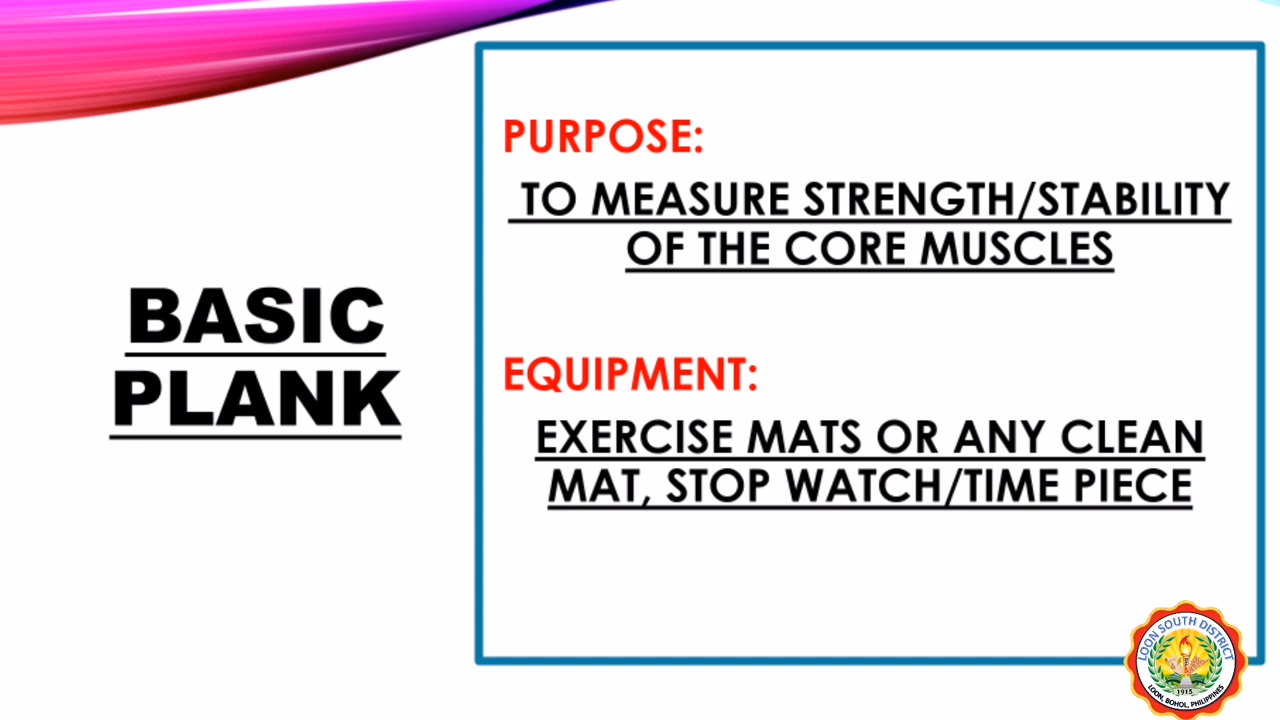 BASIC
PLANK
PURPOSE:
TO MEASURE STRENGTH/STABILITY
OF THE CORE MUSCLES
EQUIPMENT:
EXERCISE MATS OR ANY CLEAN
MAT, STOP WATCH/TIME PIECE
LOON SOUTH DISTRICT
1918
LOON, BOHOL, PHILIPPINES